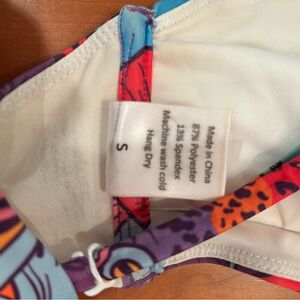 Made in China
87% Polyester
13% Spandex
Machine wash cold
Hang Dry
S